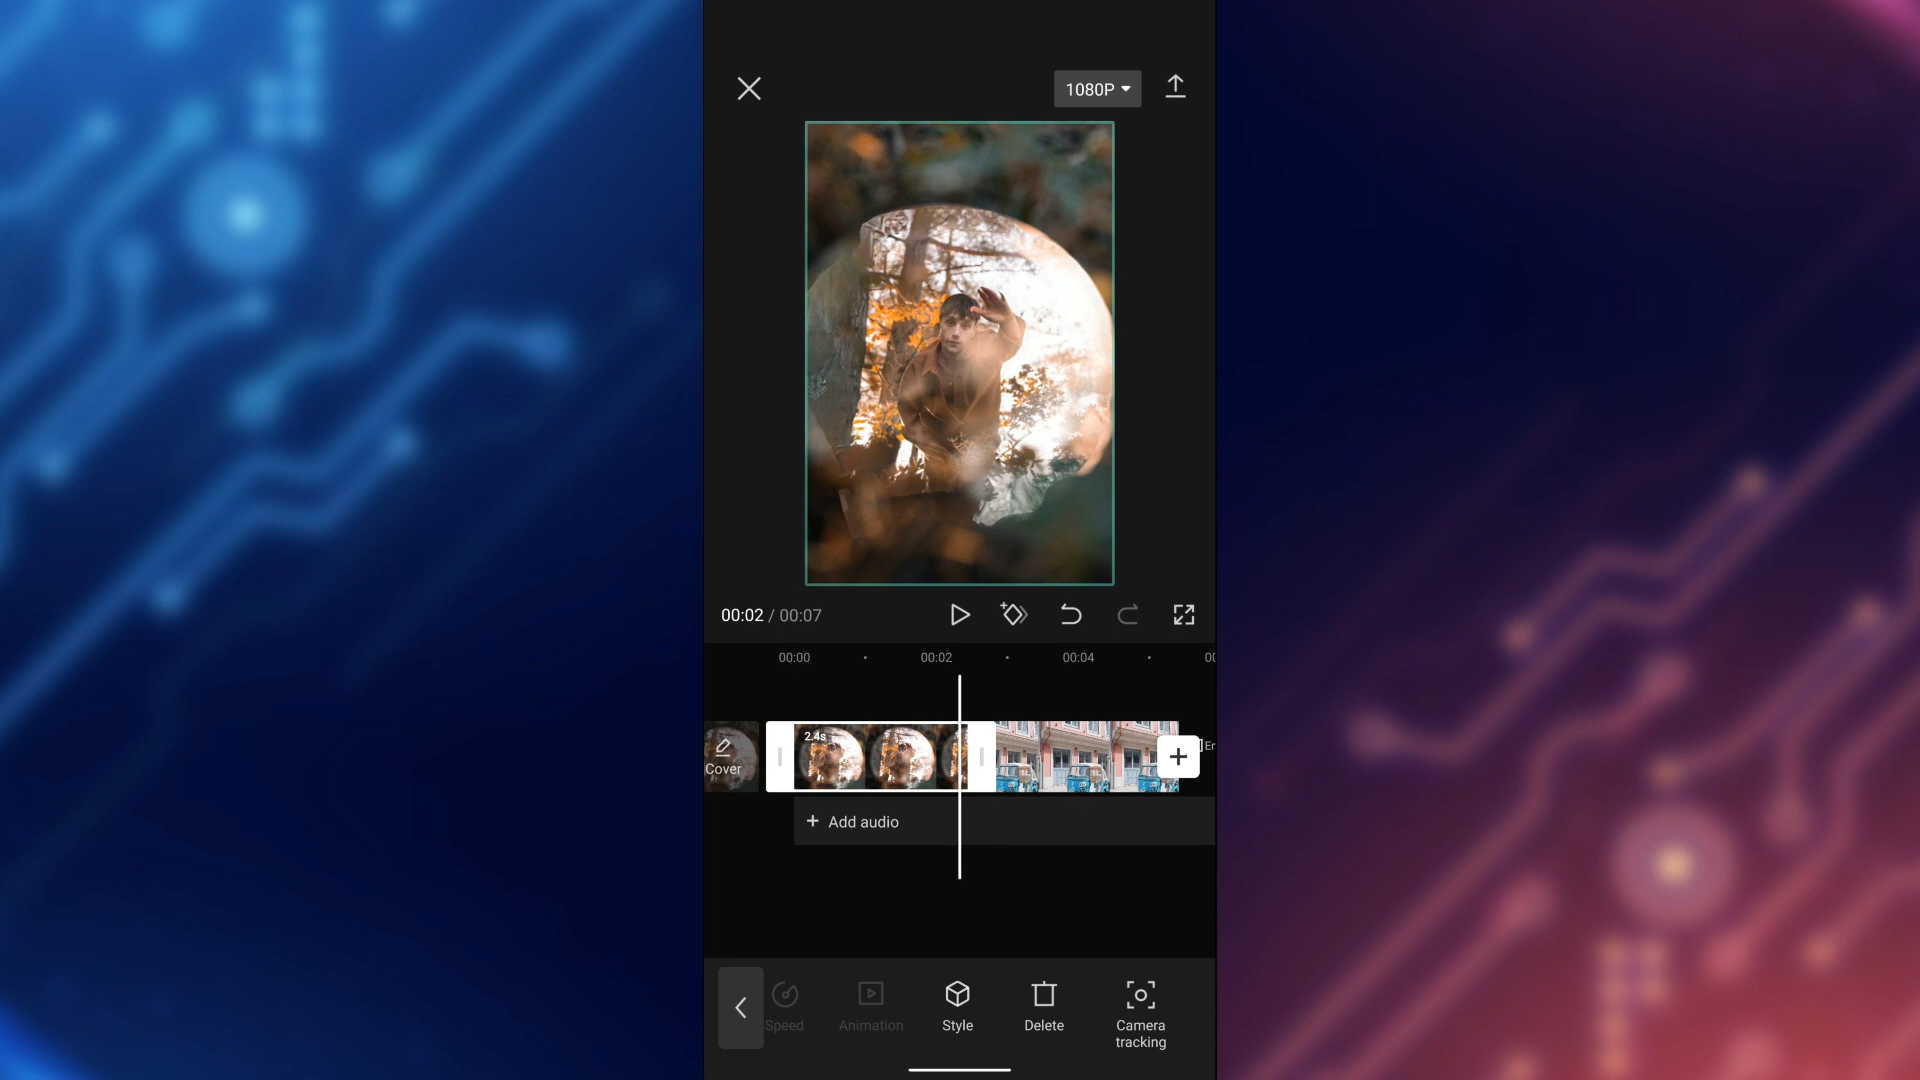 1080P
00:02 / 00:07
00:00 00:02 00:04
2.4s
Cover
+ Add audio
Speed
Animation
Style
Delete
Camera
tracking